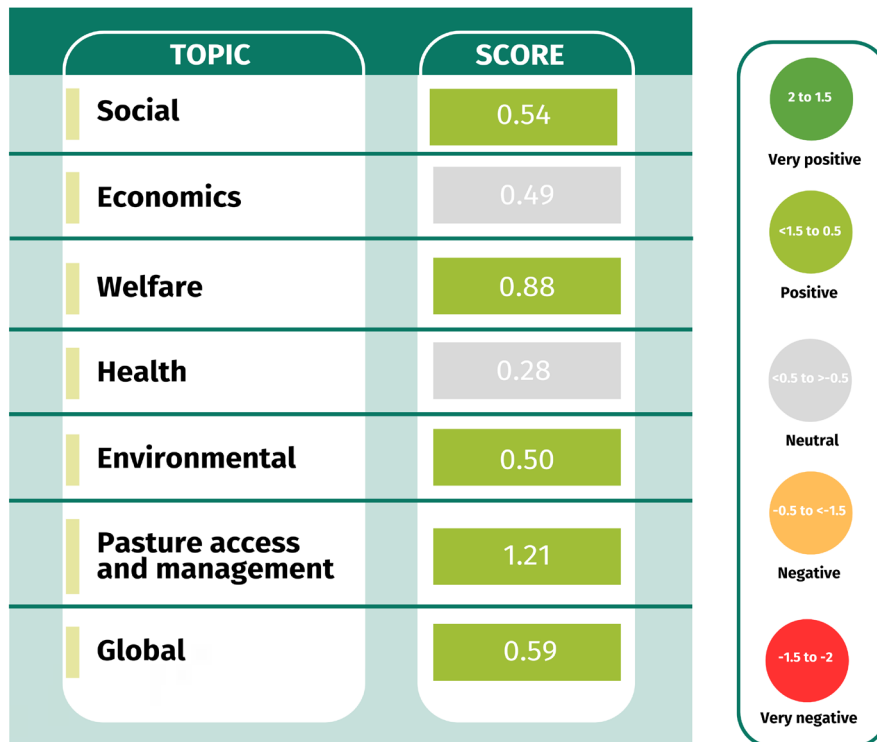 TOPIC SCORE
Social 0.54
Economics 0.49
Welfare 0.88
Health 0.28
Environmental 0.50
Pasture access
and management 1.21
Global 0.59
2 to 1.5
Very positive
<1.5 to 0.5
Positive
<0.5 to >-0.5
Neutral
-0.5 to <-1.5
Negative
-1.5 to -2
Very negative